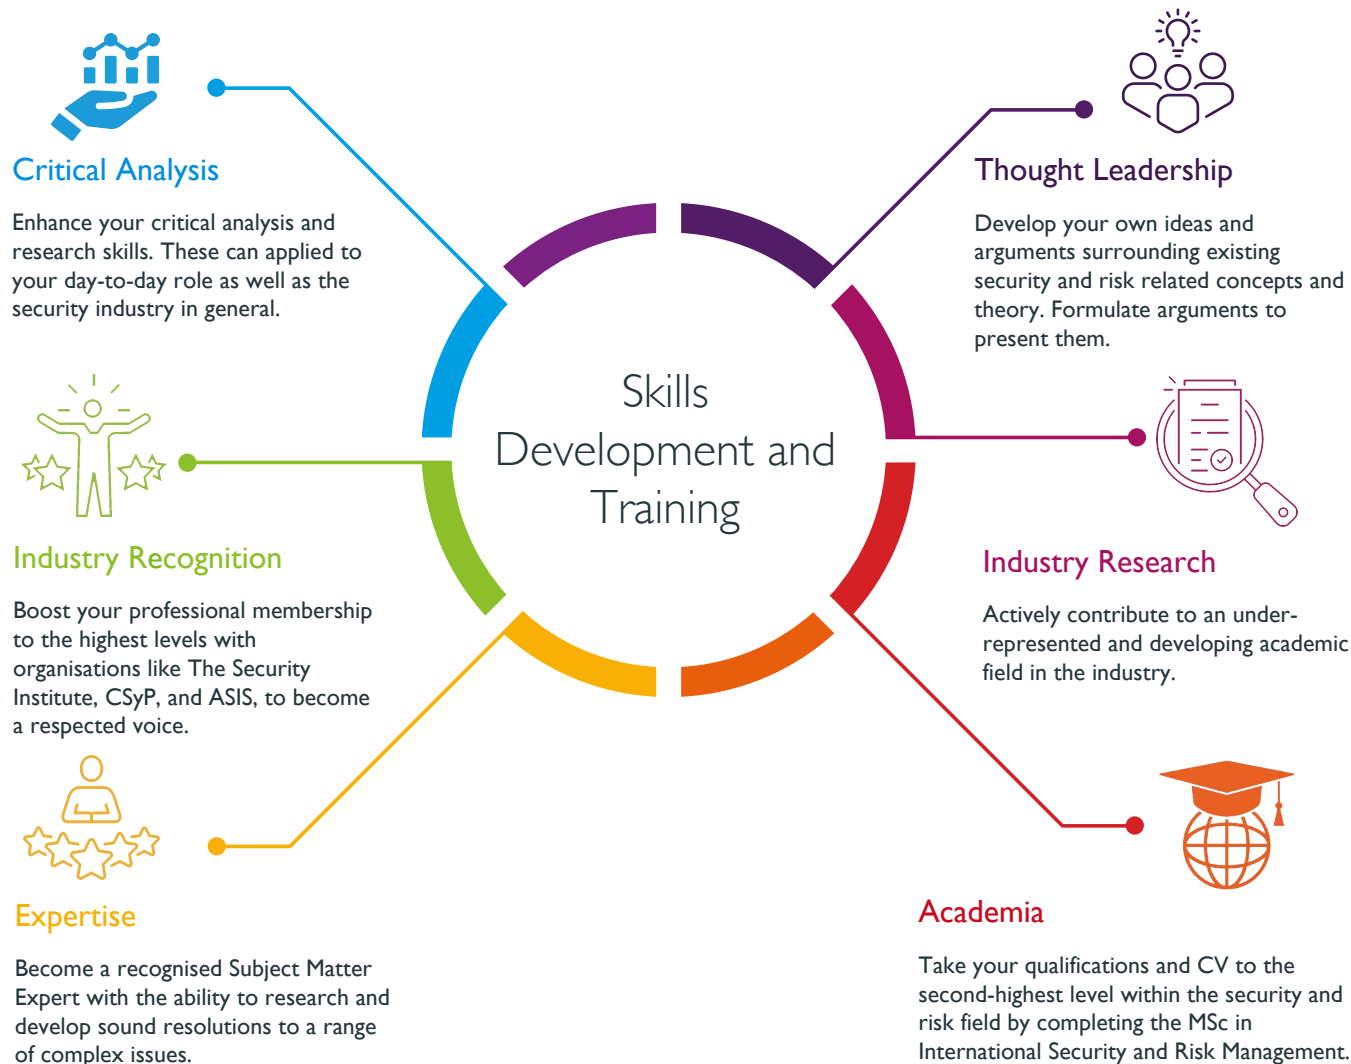 Critical Analysis
Enhance your critical analysis and
research skills. These can applied to
your day-to-day role as well as the
security industry in general.
Industry Recognition
Boost your professional membership
to the highest levels with
organisations like The Security
Institute, CSyP, and ASIS, to become
a respected voice.
Expertise
Become a recognised Subject Matter
Expert with the ability to research and
develop sound resolutions to a range
of complex issues.
Skills
Development and
Training
Thought Leadership
Develop your own ideas and
arguments surrounding existing
security and risk related concepts and
theory. Formulate arguments to
present them.
Industry Research
Actively contribute to an under-
represented and developing academic
field in the industry.
Academia
Take your qualifications and CV to the
second-highest level within the security and
risk field by completing the MSc in
International Security and Risk Management.